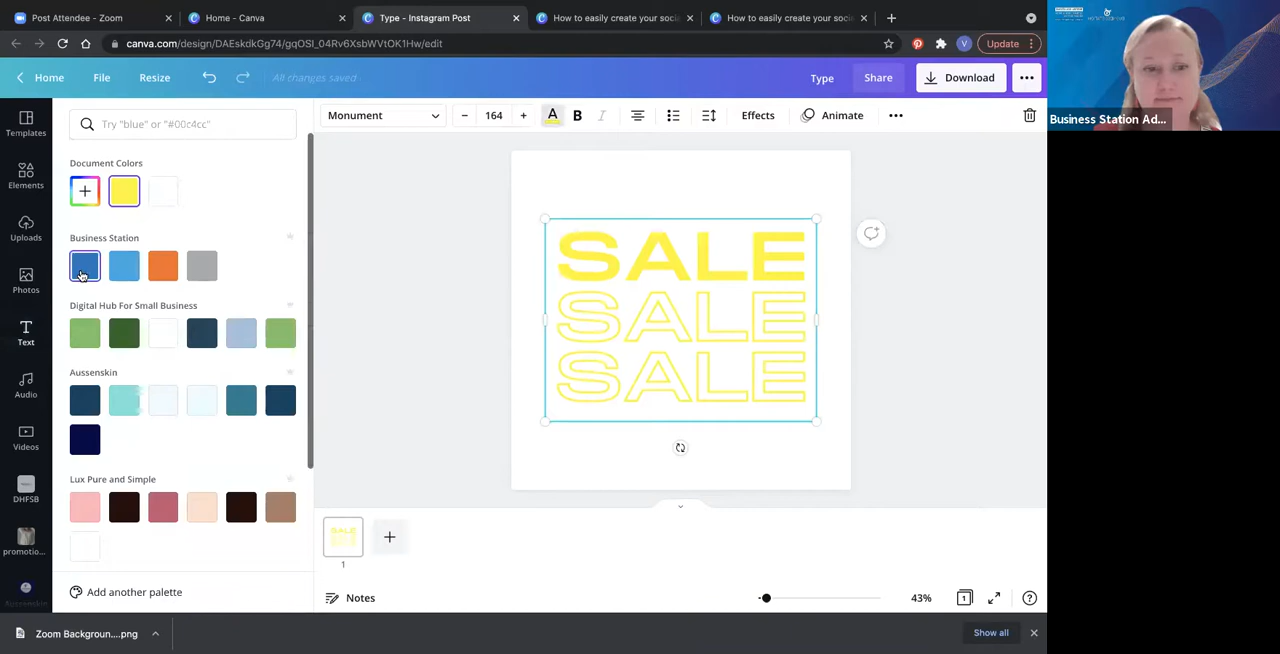 Post Attendee - Zoom
Home - Canva
Type - Instagram Post
How to easily create your soci
How to easily create your soci
canva.com/design/DAEskdkGg74/gqOSI_04Rv6XsbWVtOK1Hw/edit
V
Update
Home
File
Resize
All changes saved
Type
Share
Download
Templates
Elements
Uploads
Photos
Text
Audio
Videos
DHFSB
promotio...
Aussenskin
Try "blue" or "#00c4cc"
Document Colors
Business Station
Digital Hub For Small Business
Aussenskin
Lux Pure and Simple
Add another palette
Monument
164
A
B
I
Effects
Animate
SALE
SALE
SALE
SALE
1
Notes
43%
1
Zoom Backgroun....png
Show all
Business Station Ad...